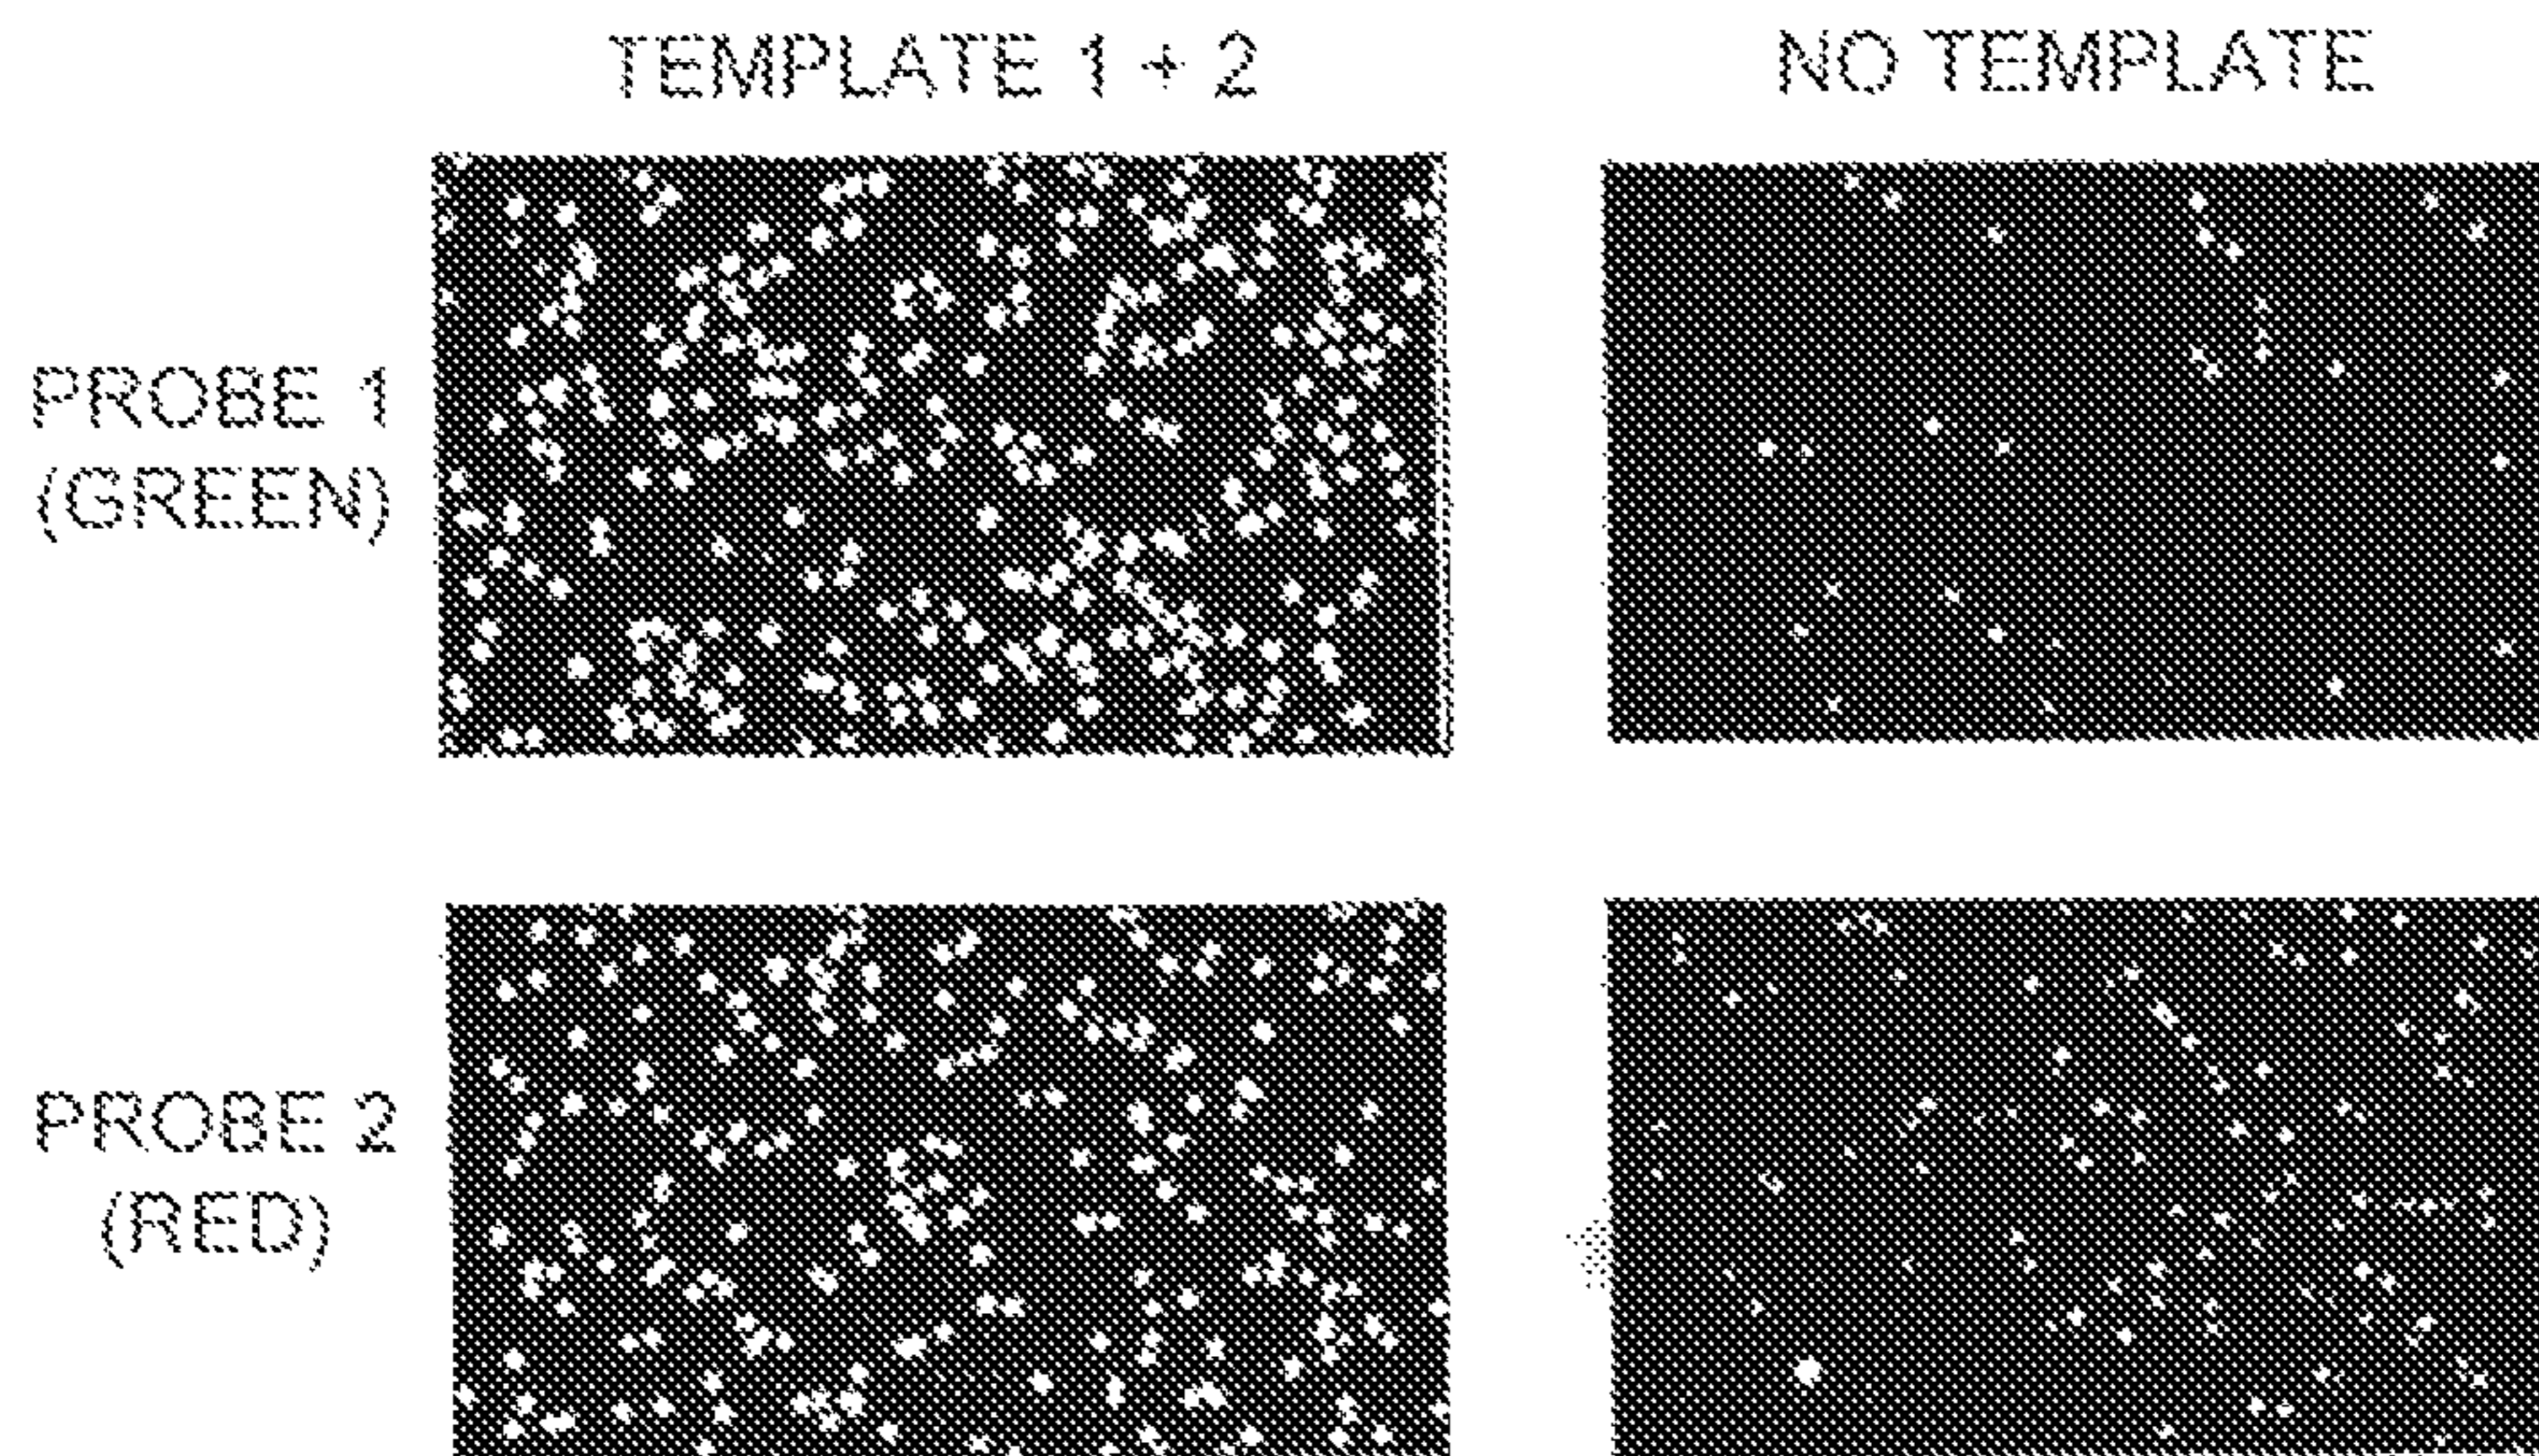 TEMPLATE 1 + 2
NO TEMPLATE
PROBE 1
(GREEN)
PROBE 2
(RED)